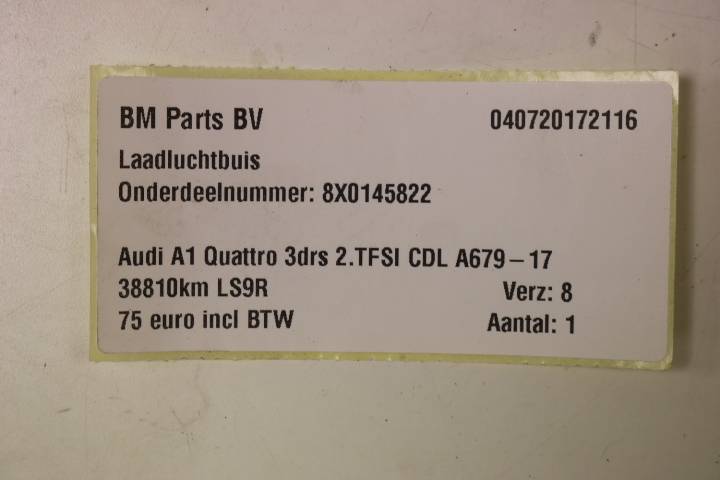 BM Parts BV 040720172116
Laadluchtbuis
Onderdeelnummer: 8X0145822
Audi A1 Quattro 3drs 2.TFSI CDL A679-17
38810km LS9R Verz: 8
75 euro incl BTW Aantal: 1